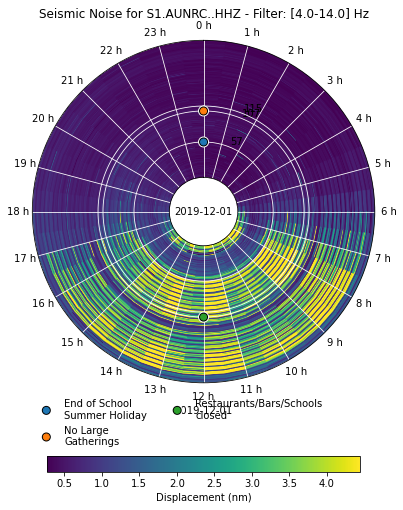 Seismic Noise for S1.AUNRC..HHZ - Filter: [4.0-14.0] Hz
0 h
23 h
1 h
22 h
2 h
21 h
3 h
20 h
4 h
19 h
5 h
18 h
6 h
17 h
7 h
16 h
8 h
15 h
9 h
14 h
10 h
13 h
11 h
12 h
57
2019-12-01
2019-12-01
End of School
Summer Holiday
No Large
Gatherings
Restaurants/Bars/Schools
closed
0.5 1.0 1.5 2.0 2.5 3.0 3.5 4.0
Displacement (nm)